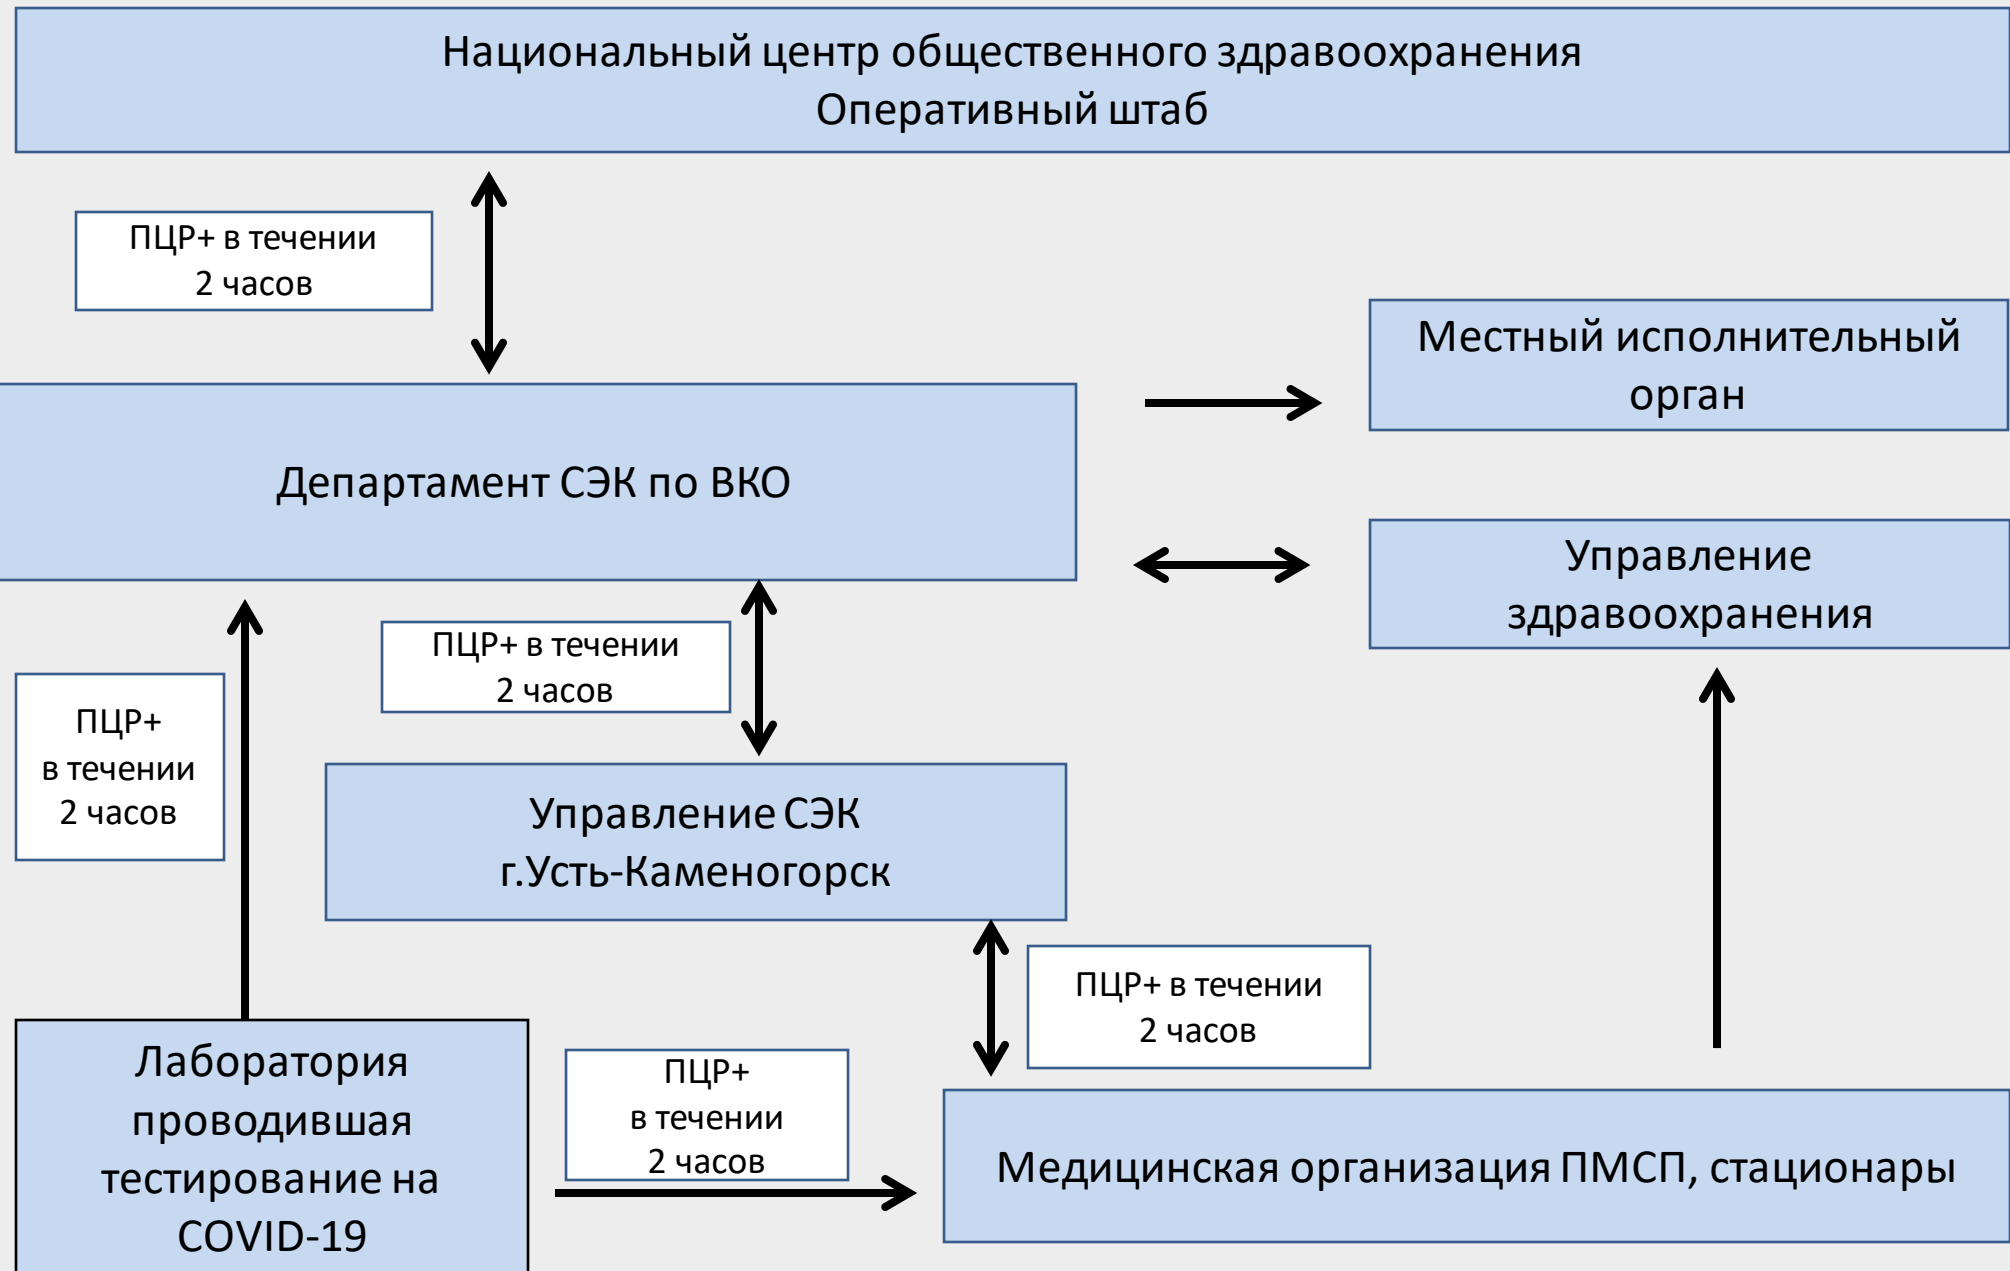 Национальный центр общественного здравоохранения
Оперативный штаб
ПЦР+ в течении
2 часов
Местный исполнительный
орган
Департамент СЭК по ВКО
Управление
здравоохранения
ПЦР+ в течении
2 часов
ПЦР+
в течении
2 часов
Управление СЭК
г.Усть-Каменогорск
ПЦР+ в течении
2 часов
Лаборатория
проводившая
тестирование на
COVID-19
ПЦР+
в течении
2 часов
Медицинская организация ПМСП, стационары